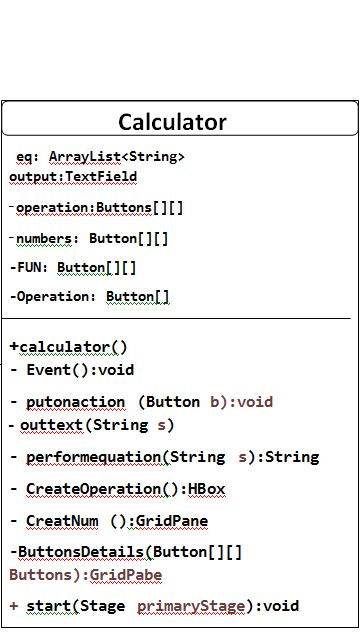 Calculator
eq: ArrayList<String>
output:TextField
-operation:Buttons[][]
-numbers: Button[][]
-FUN: Button[][]
-Operation: Button[]
+calculator()
- Event():void
- putonaction (Button b):void
- outtext(String s)
- performequation(String s):String
- CreateOperation():HBox
- CreatNum ():GridPane
-ButtonsDetails(Button[][]
Buttons):GridPabe
+ start(Stage primaryStage):void